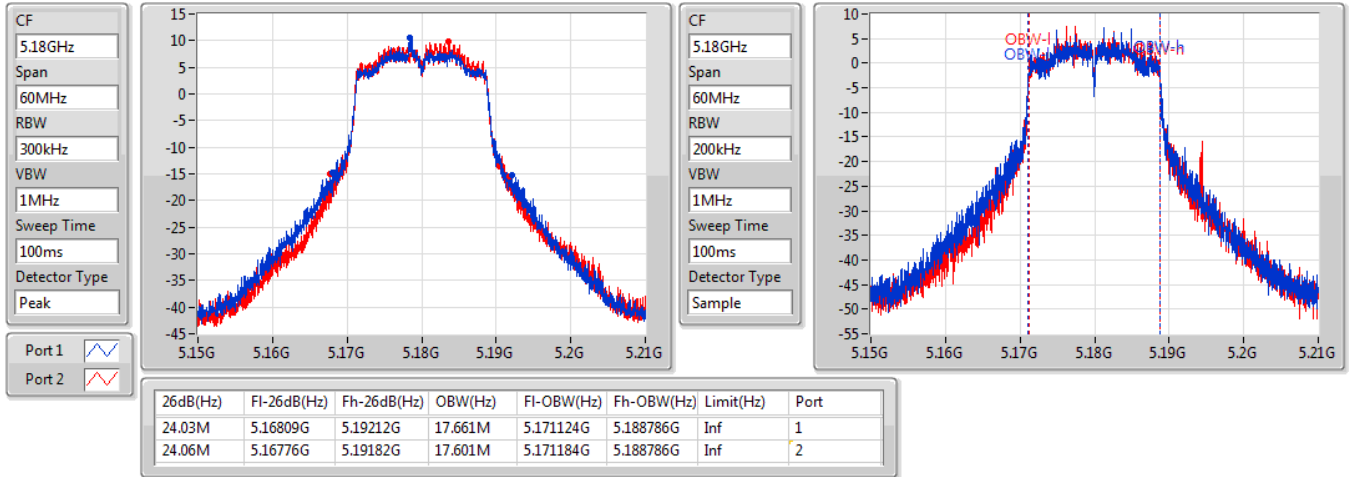 CF
5.18GHz
Span
60MHz
RBW
300kHz
VBW
1MHz
Sweep Time
100ms
Detector Type
Peak
Port 1
Port 2
15
10
5
0
-5
-10
-15
-20
-25
-30
-35
-40
-45
5.15G 5.16G 5.17G 5.18G 5.19G 5.2G 5.21G
CF
5.18GHz
Span
60MHz
RBW
200kHz
VBW
1MHz
Sweep Time
100ms
Detector Type
Sample
10
5
0
-5
-10
-15
-20
-25
-30
-35
-40
-45
-50
-55
OBW-l
OBW-h
5.15G 5.16G 5.17G 5.18G 5.19G 5.2G 5.21G
26dB(Hz) Fl-26dB(Hz) Fh-26dB(Hz) OBW(Hz) Fl-OBW(Hz) Fh-OBW(Hz) Limit(Hz) Port
24.03M 5.16809G 5.19212G 17.661M 5.171124G 5.188786G Inf 1
24.06M 5.16776G 5.19182G 17.601M 5.171184G 5.188786G Inf 2